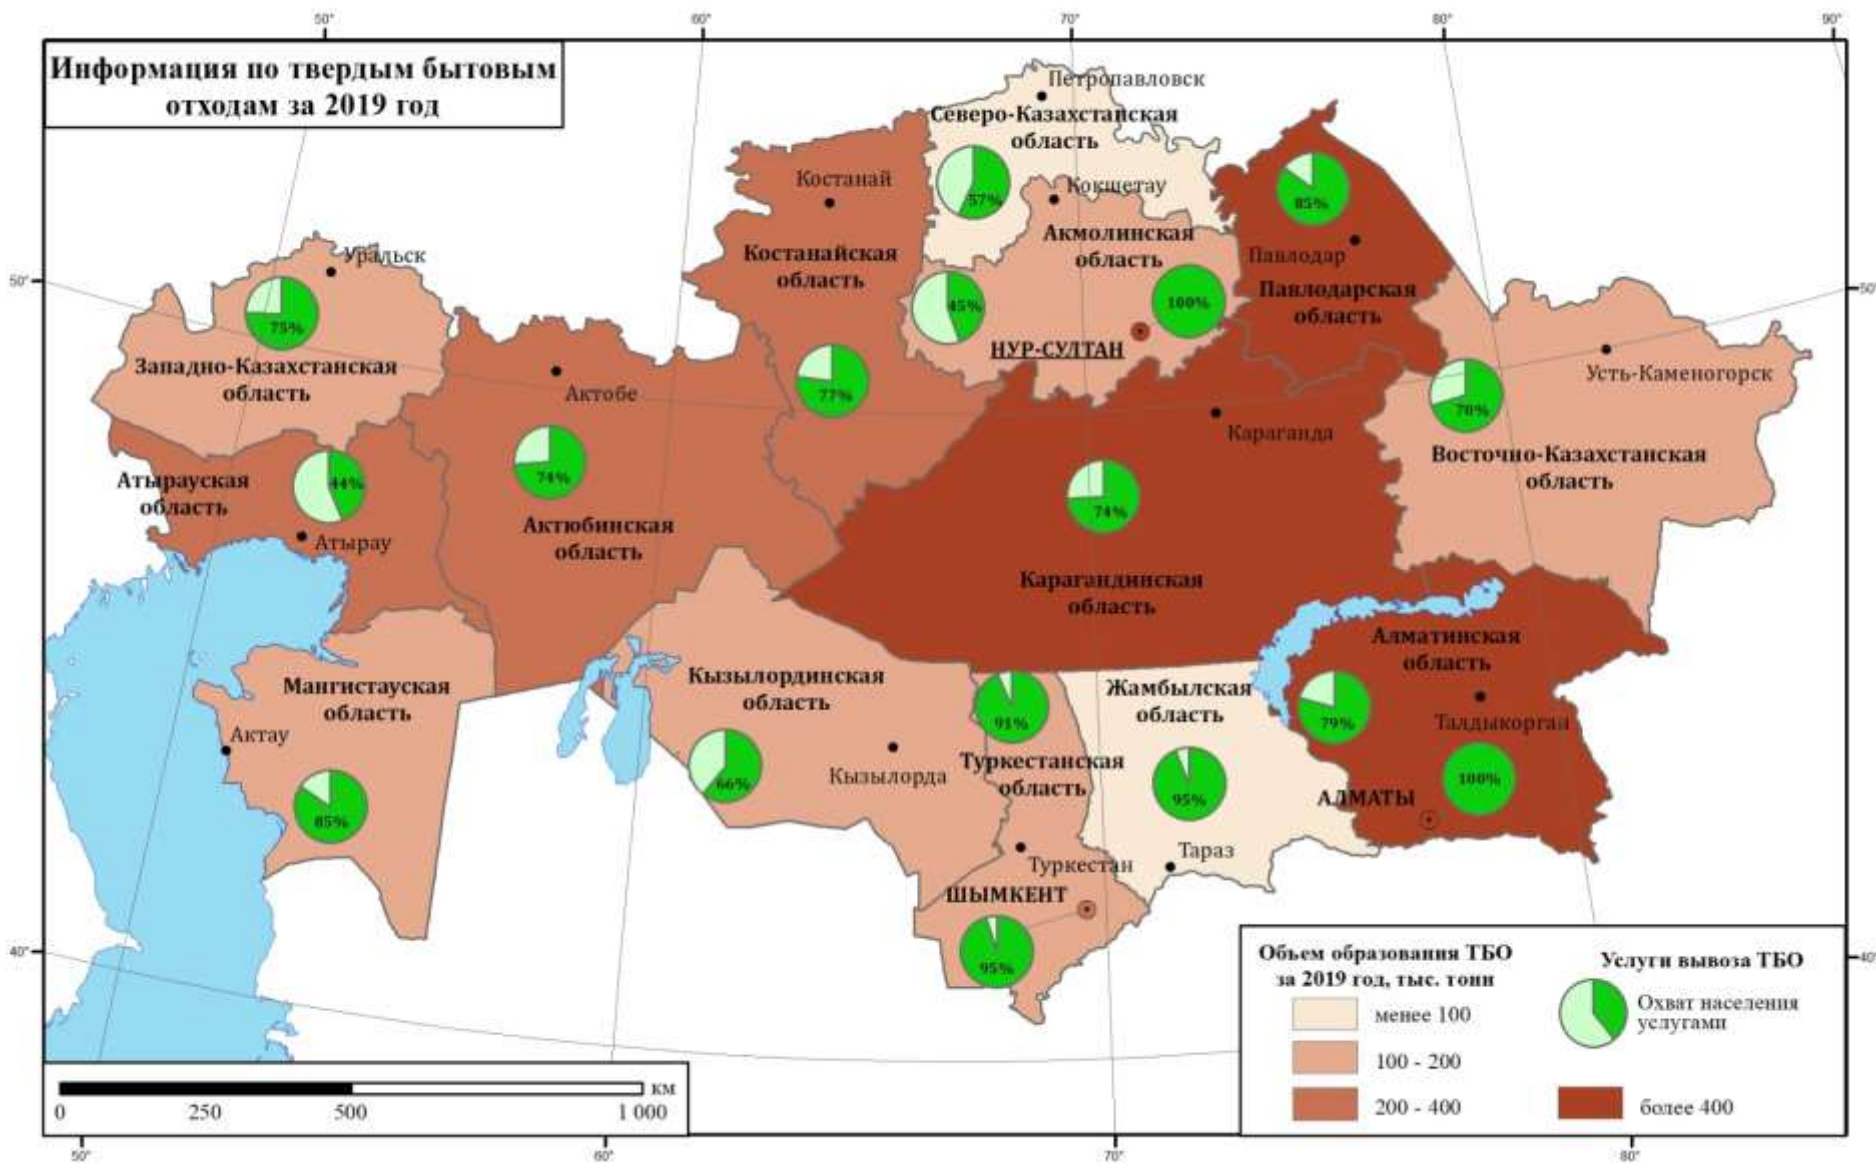 50°
60°
70°
80°
90°
Информация по твердым бытовым
отходам за 2019 год
Петропавловск
Северо-Казахстанская
область
57%
Кокшетау
Костанай
85%
Костанайская
область
Акмолинская
область
Павлодар
Павлодарская
область
Уральск
50°
50°
75%
45%
100%
НУР-СУЛТАН
Западно-Казахстанская
область
Актобе
77%
Усть-Каменогорск
70%
Караганда
Восточно-Казахстанская
область
Атырауская
область
44%
74%
74%
Атырау
Актюбинская
область
Карагандинская
область
Алматинская
область
Мангистауская
область
Кызылординская
область
Жамбылская
область
91%
79%
Талдыкорган
Актау
Кызылорда
Туркестанская
область
66%
95%
100%
АЛМАТЫ
85%
Туркестан
Тараз
ШЫМКЕНТ
95%
40°
40°
Объем образования ТБО
за 2019 год, тыс. тонн
менее 100
100 - 200
200 - 400
Услуги вывоза ТБО
Охват населения
услугами
более 400
км
0
250
500
1 000
50°
60°
70°
80°